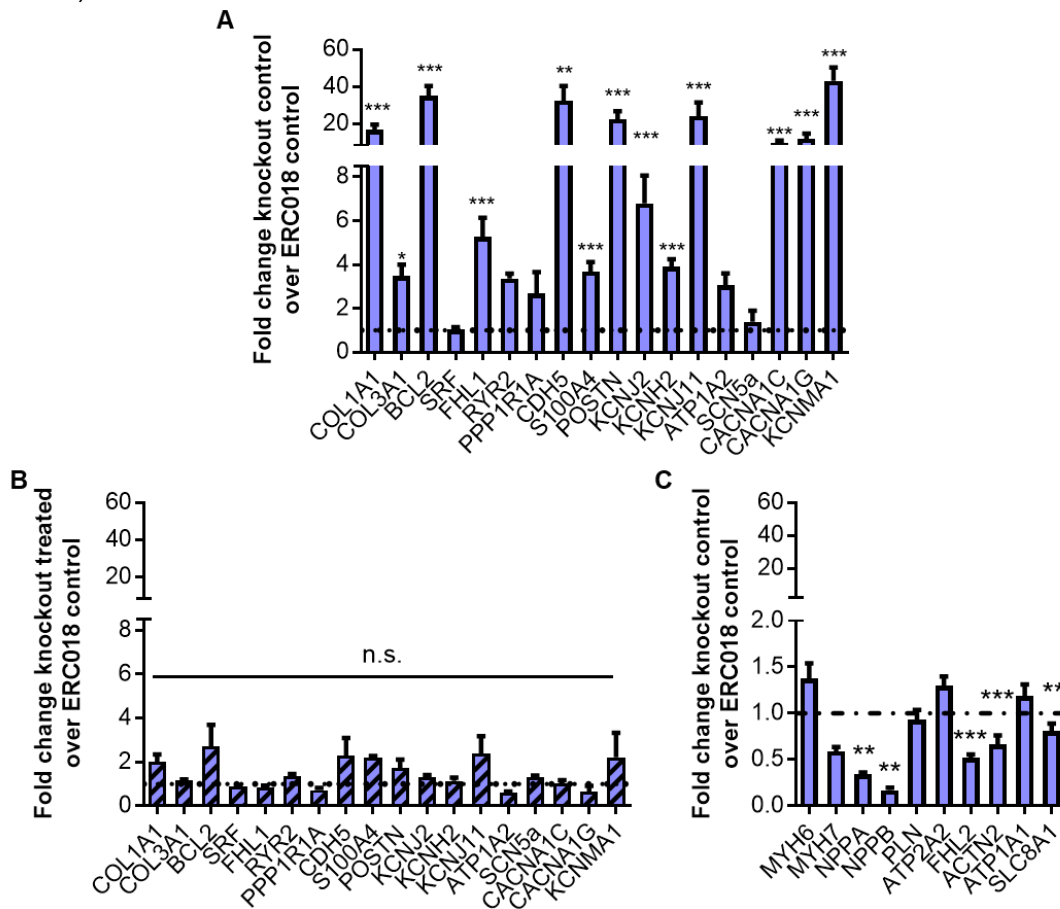 A
Fold change knockout control
over ERC018 control
60
40
20
8
6
4
2
0
***
*
***
***
**
***
***
***
***
***
***
***
***
COL1A1
COL3A1
BCL2
SRF
FHL1
RYR2
PPP1R1A
CDH5
S100A4
POSTN
KCNJ2
KCNH2
KCNJ11
ATP1A2
SCN5a
CACNA1C
CACNA1G
KCNMA1
B
Fold change knockout treated
over ERC018 control
60
40
20
8
6
4
2
0
n.s.
COL1A1
COL3A1
BCL2
SRF
FHL1
RYR2
PPP1R1A
CDH5
S100A4
POSTN
KCNJ2
KCNH2
KCNJ11
ATP1A2
SCN5a
CACNA1C
CACNA1G
KCNMA1
C
Fold change knockout control
over ERC018 control
60
40
20
2.0
1.5
1.0
0.5
0.0
**
**
***
***
**
MYH6
MYH7
NPPA
NPPB
PLN
ATP2A2
FHL2
ACTN2
ATP1A1
SLC8A1